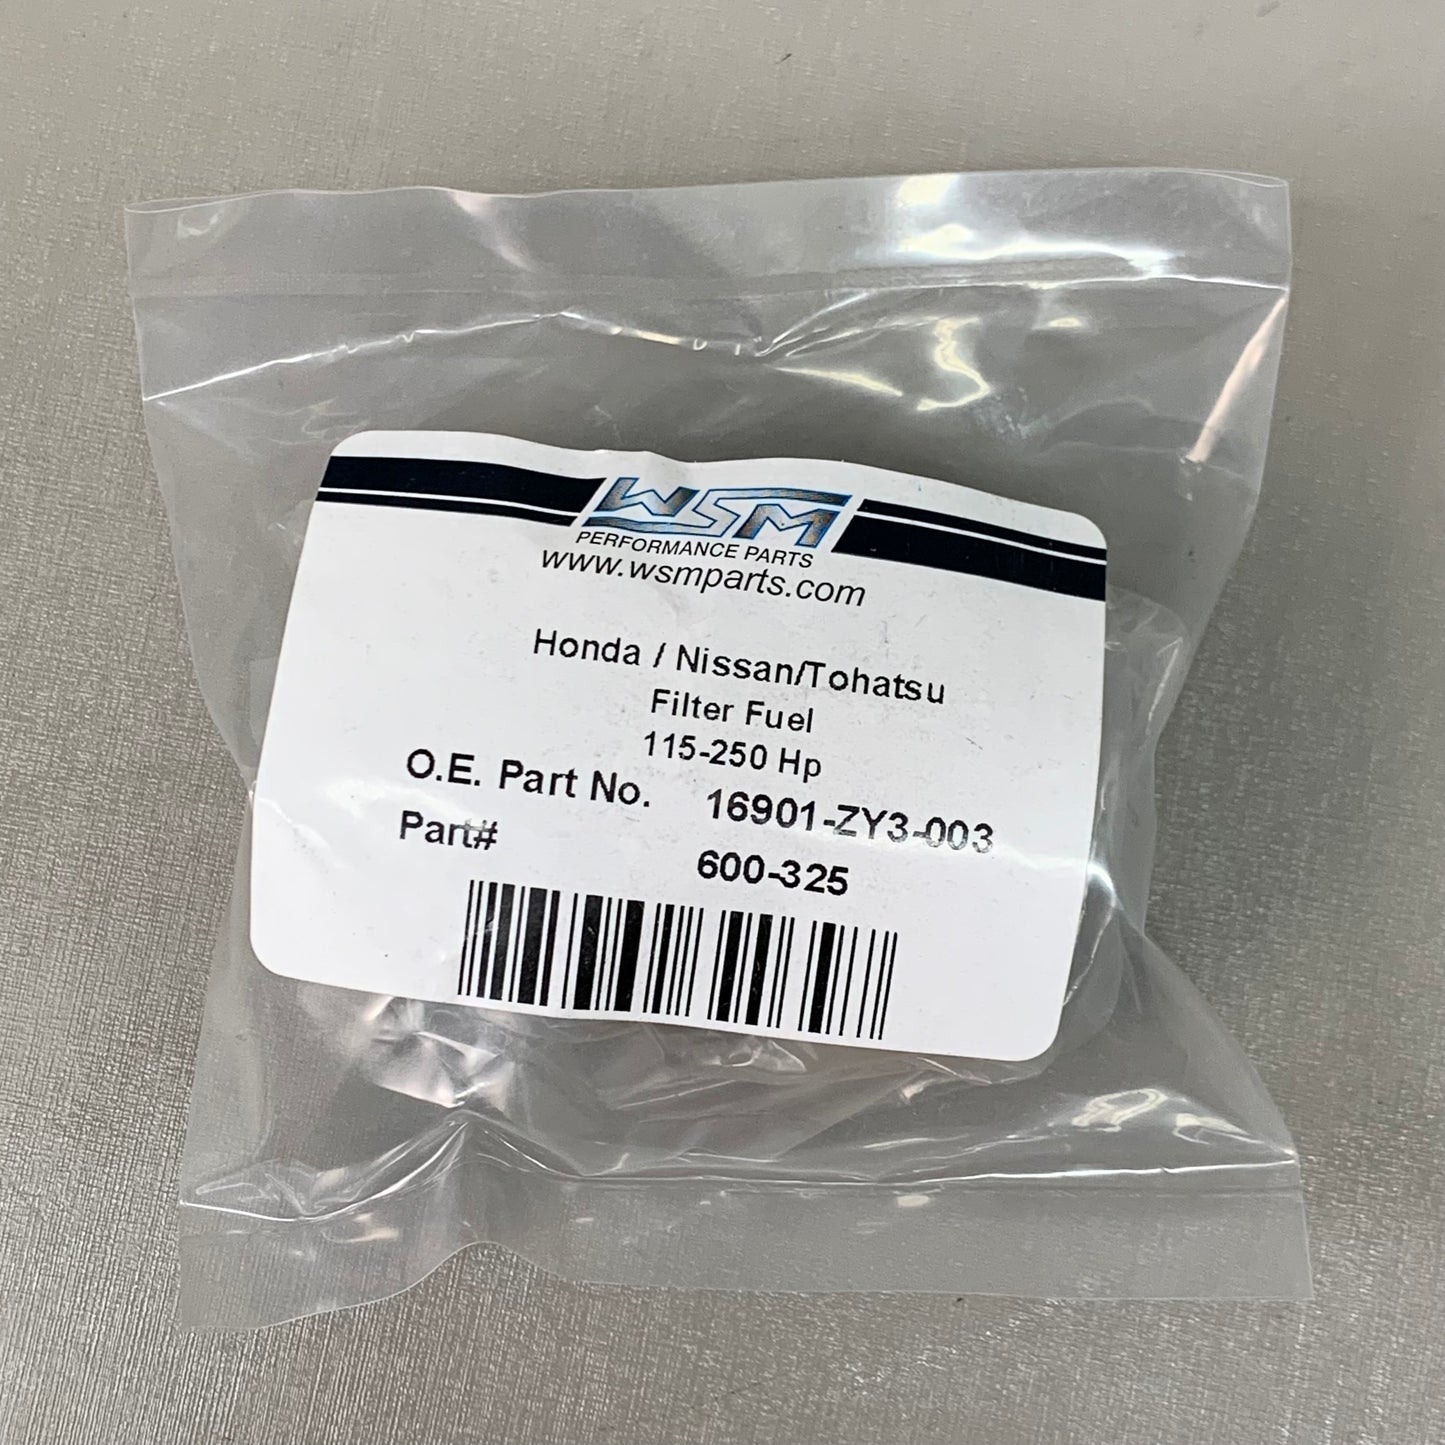 WSM
PERFORMANCE PARTS
www.wsmparts.com
Honda / Nissan/Tohatsu
Filter Fuel
115-250 Hp
O.E. Part No. 16901-ZY3-003
Part# 600-325